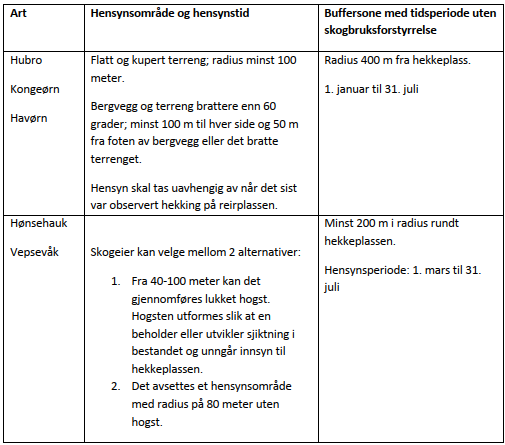 Art
Hensynsområde og hensynstid
Buffersone med tidsperiode uten
skogbruksforstyrrelse
Hubro
Kongeørn
Havørn
Flatt og kupert terreng; radius minst 100
meter.
Bergvegg og terreng brattere enn 60
grader; minst 100 m til hver side og 50 m
fra foten av bergvegg eller det bratte
terrenget.
Hensyn skal tas uavhengig av når det sist
var observert hekking på reirplassen.
Radius 400 m fra hekkeplass.
1. januar til 31. juli
Hønsehauk
Vepsevåk
Skogeier kan velge mellom 2 alternativer:
1. Fra 40-100 meter kan det
gjennomføres lukket hogst.
Hogsten utformes slik at en
beholder eller utvikler sjiktning i
bestandet og unngår innsyn til
hekkeplassen.
2. Det avsettes et hensynsområde
med radius på 80 meter uten
hogst.
Minst 200 m i radius rundt
hekkeplassen.
Hensynsperiode: 1. mars til 31.
juli